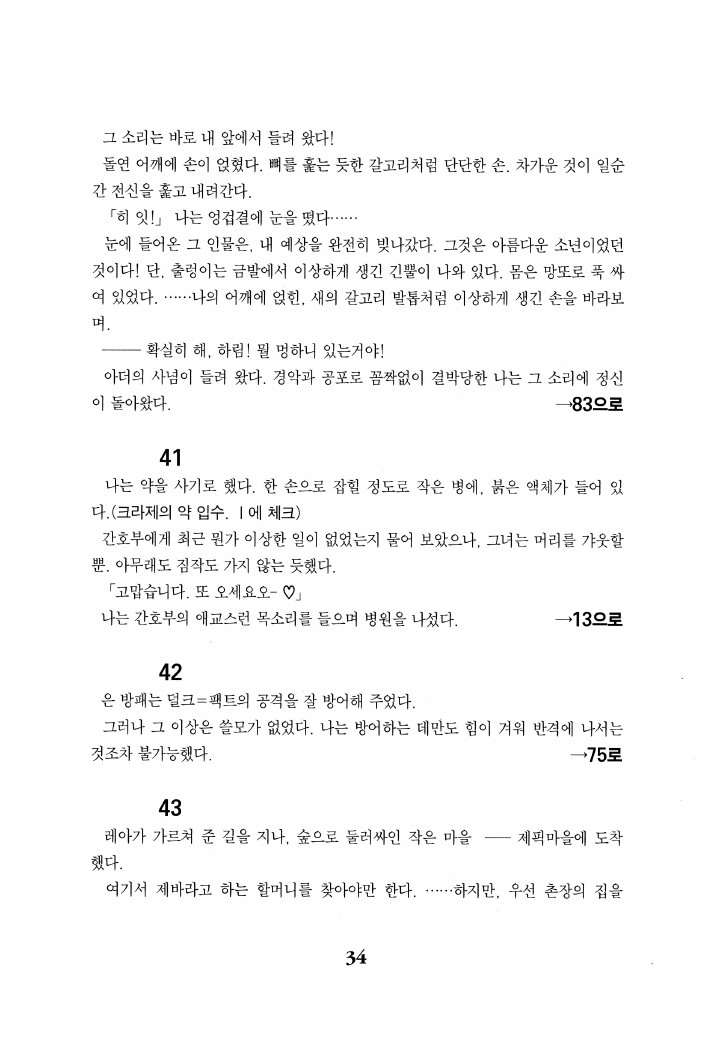 그 소리는 바로 내 앞에서 들려 왔다!
돌연 어깨에 손이 얹혔다. 뼈를 훑는 듯한 갈고리처럼 단단한 손. 차가운 것이 일순
간 전신을 훑고 내려간다.
「히 잇!」 나는 엉겁결에 눈을 떴다……
눈에 들어온 그 인물은, 내 예상을 완전히 빗나갔다. 그것은 아름다운 소년이었던
것이다! 단, 출렁이는 금발에서 이상하게 생긴 긴뿔이 나와 있다. 몸은 망또로 푹 싸
여 있었다. ……나의 어깨에 얹힌, 새의 갈고리 발톱처럼 이상하게 생긴 손을 바라보
며.
─── 확실히 해, 하림! 뭘 멍하니 있는거야!
아더의 사념이 들려 왔다. 경악과 공포로 꼼짝없이 결박당한 나는 그 소리에 정신
이 돌아왔다. →83으로
41
나는 약을 사기로 했다. 한 손으로 잡힐 정도로 작은 병에, 붉은 액체가 들어 있
다.(크라제의 약 입수. I에 체크)
간호부에게 최근 뭔가 이상한 일이 없었는지 물어 보았으나, 그녀는 머리를 갸웃할
뿐. 아무래도 짐작도 가지 않는 듯했다.
「고맙습니다. 또 오세요오- ♡」
나는 간호부의 애교스런 목소리를 들으며 병원을 나섰다. →13으로
42
은 방패는 덜크=팩트의 공격을 잘 방어해 주었다.
그러나 그 이상은 쓸모가 없었다. 나는 방어하는 데만도 힘이 겨워 반격에 나서는
것조차 불가능했다. →75로
43
레아가 가르쳐 준 길을 지나, 숲으로 둘러싸인 작은 마을 ── 제픽마을에 도착
했다.
여기서 제바라고 하는 할머니를 찾아야만 한다. ……하지만, 우선 촌장의 집을
34